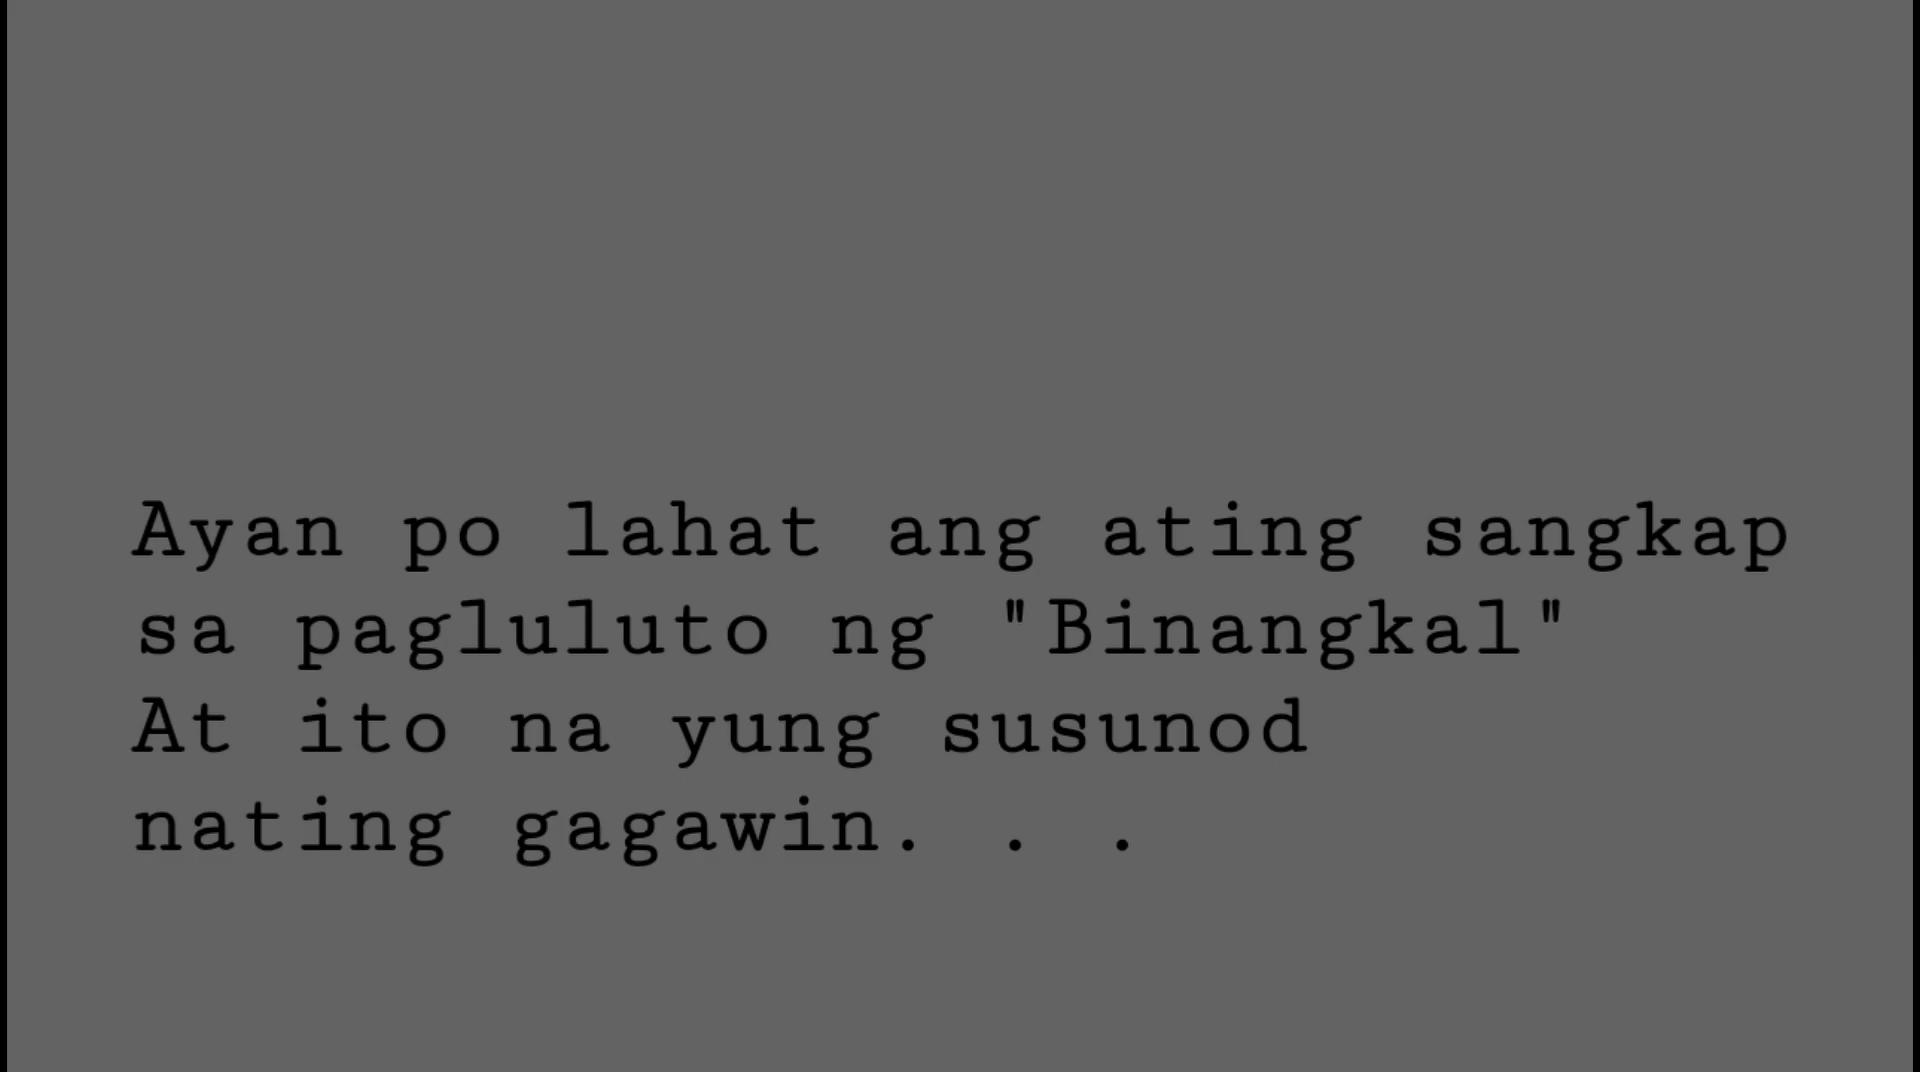 Ayan po lahat ang ating sangkap
sa pagluluto ng "Binangkal"
At ito na yung susunod
nating gagawin. . .